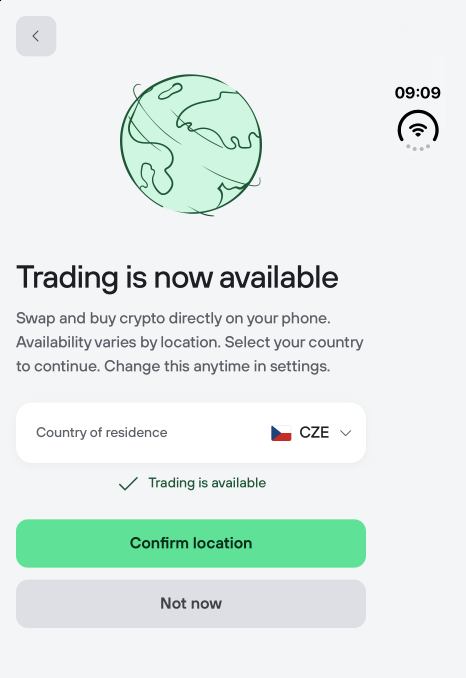 09:09
Trading is now available
Swap and buy crypto directly on your phone.
Availability varies by location. Select your country
to continue. Change this anytime in settings.
Country of residence CZE
Trading is available
Confirm location
Not now